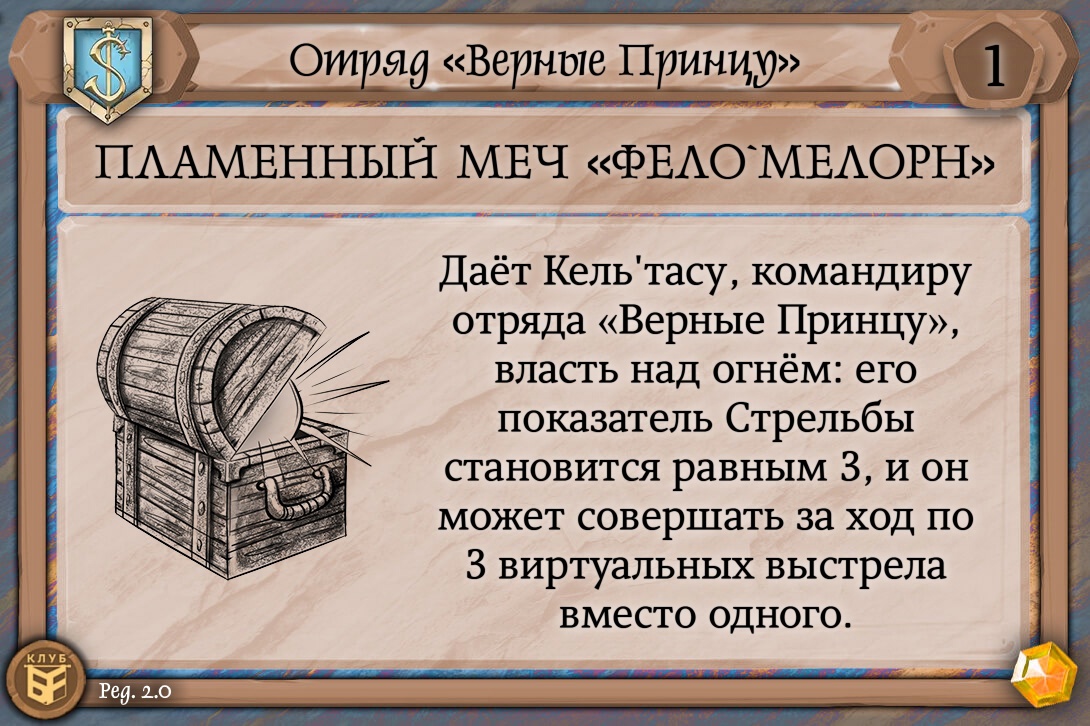 Отряд «Верные Принцу»
1
ПЛАМЕННЫЙ МЕЧ «ФЕЛО`МЕЛОРН»
Даёт Кель'тасу, командиру
отряда «Верные Принцу»,
власть над огнём: его
показатель Стрельбы
становится равным 3, и он
может совершать за ход по
3 виртуальных выстрела
вместо одного.
КЛУБ
Ред. 2.0